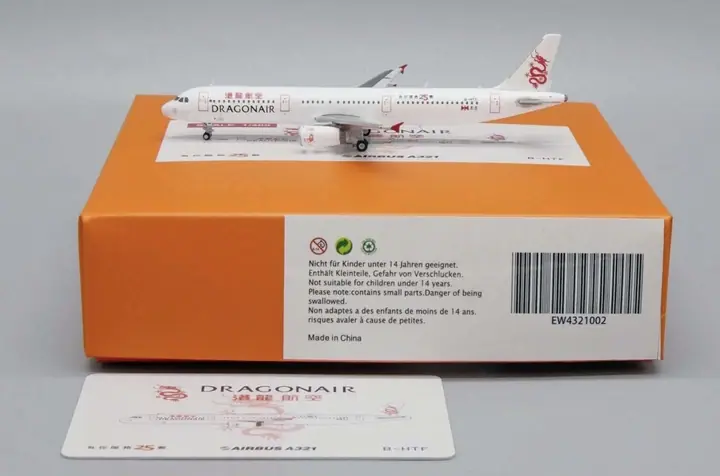 港龍航空
DRAGONAIR
25
B-HTF
AIRBUS A321
B-HTF
Nicht für Kinder unter 14 Jahren geeignet.
Enthält Kleinteile, Gefahr von Verschlucken.
Not suitable for children under 14 years.
Please note:contains small parts.Danger of being
swallowed.
Non adaptes a des enfants de moins de 14 ans.
risques avaler à cause de petites.
Made in China
EW4321002
DRAGONAIR
港龍航空
25
AIRBUS A321
B-HTF